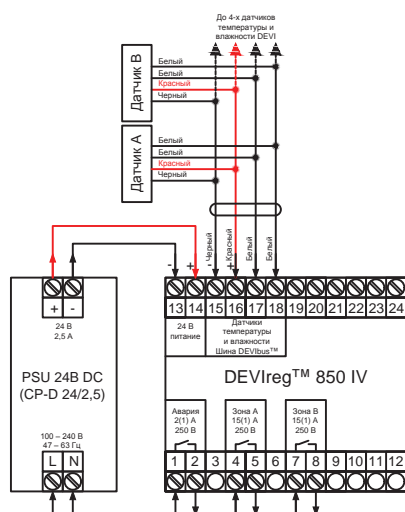 До 4-х датчиков
температуры и
влажности DEVI
Датчик В
Белый
Белый
Красный
Черный
Датчик А
Белый
Белый
Красный
Черный
- Черный
+ Красный
Белый
Белый
- +
+ -
24 В
2,5 А
PSU 24В DC
(CP-D 24/2,5)
100 – 240 В
47 – 63 Гц
L N
13 14 15 16 17 18 19 20 21 22 23 24
24 В
питание
Датчики
температуры
и влажности
Шина DEVIbus™
DEVIreg™ 850 IV
Авария
2(1) А
250 В
Зона А
15(1) А
250 В
Зона В
15(1) А
250 В
1 2 3 4 5 6 7 8 9 10 11 12